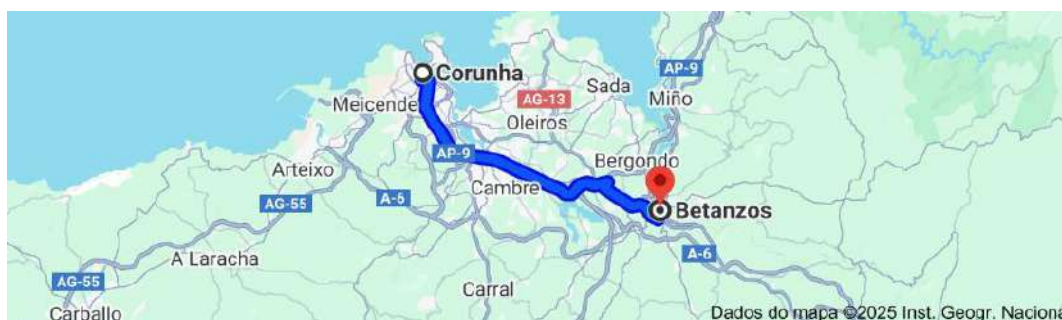 Corunha
AP-9
Sada
Meicende
AG-13
Miño
Oleiros
AP-9
Bergondo
Arteixo
Cambre
A-6
Betanzos
AG-55
A Laracha
A-6
AG-55
Carral
Carballo
Dados do mapa ©2025 Inst. Geogr. Naciona